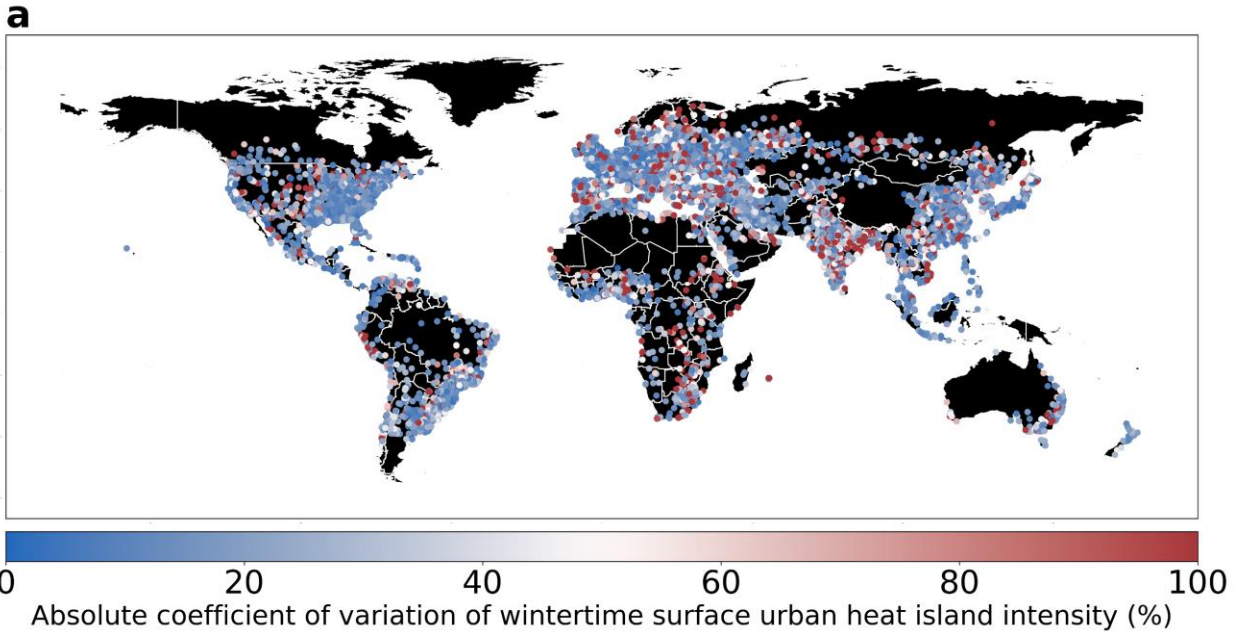 a
0 20 40 60 80 100
Absolute coefficient of variation of wintertime surface urban heat island intensity (%)